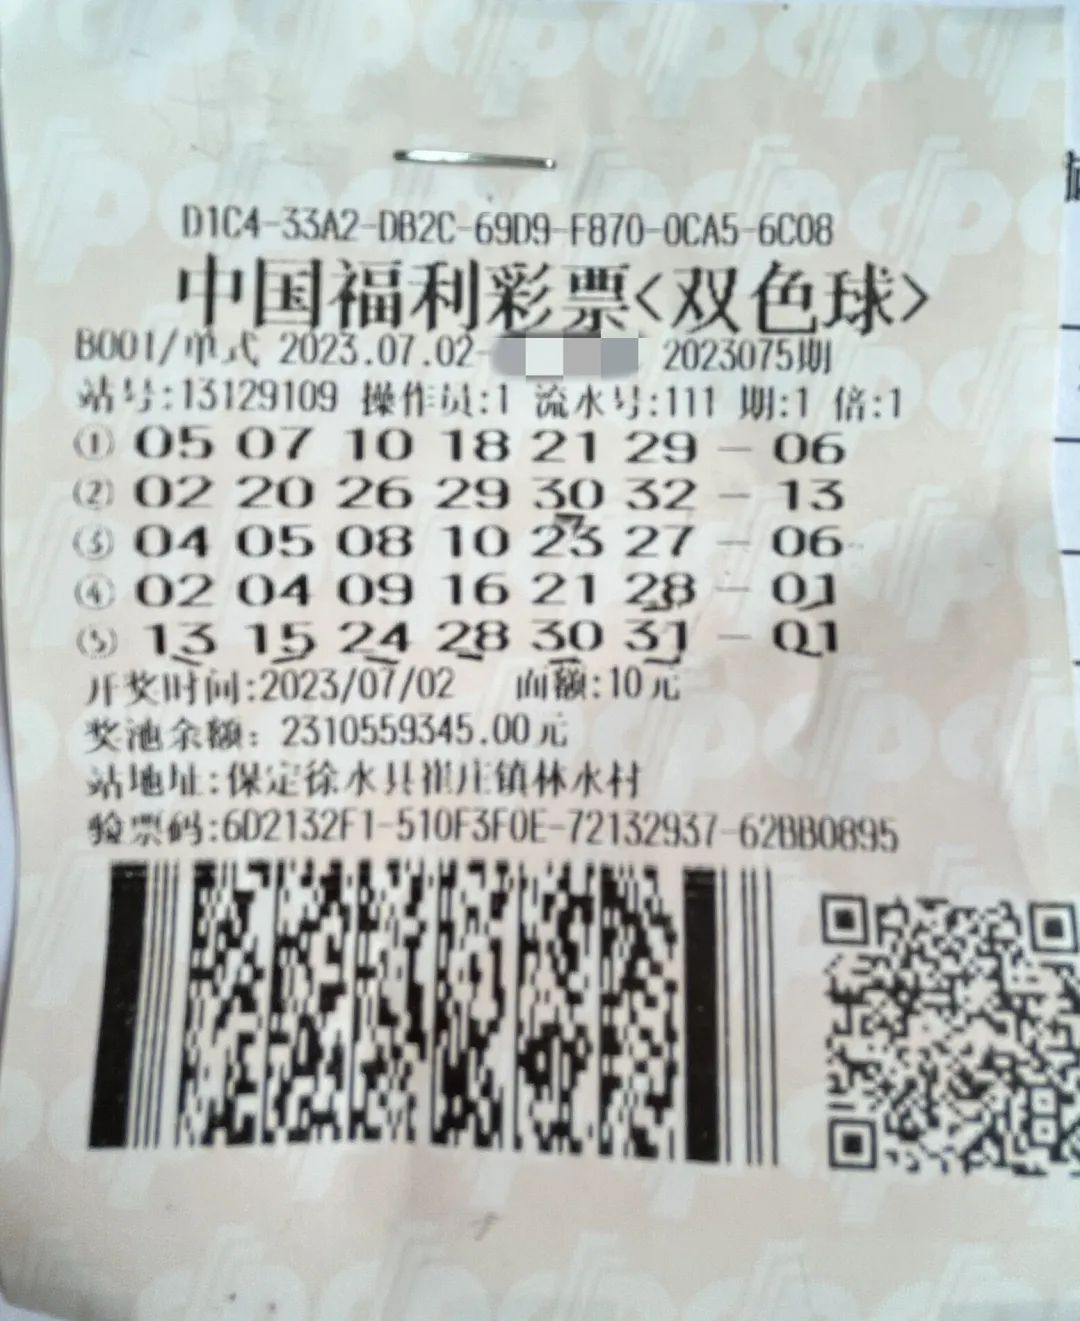 D1C4-33A2-DB2C-69D9-F870-0CA5-6C08
中国福利彩票<双色球>
B001/单式 2023.07.02- 2023075期
站号:13129109 操作员:1 流水号:111 期:1 倍:1
① 05 07 10 18 21 29 - 06
② 02 20 26 29 30 32 - 13
③ 04 05 08 10 23 27 - 06
④ 02 04 09 16 21 28 - 01
⑤ 13 15 24 28 30 31 - 01
开奖时间:2023/07/02 面额:10元
奖池余额: 2310559345.00元
站地址:保定徐水县崔庄镇林水村
验票码:6D2132F1-510F3F0E-72132937-62BB0895